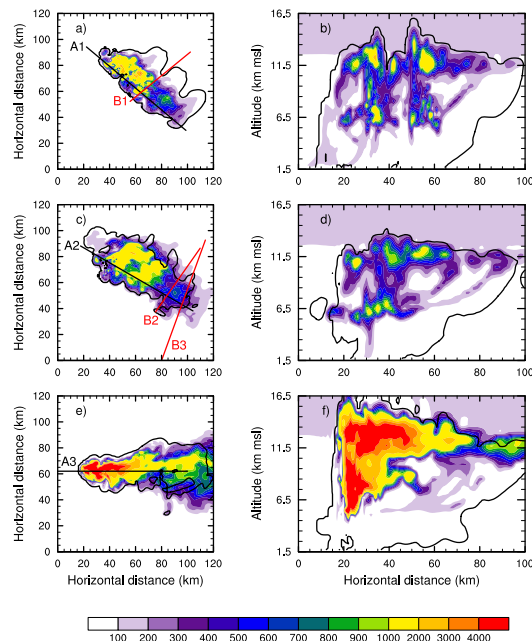 a)
b)
c)
d)
e)
f)
A1
B1
A2
B2
B3
A3
Horizontal distance (km)
Horizontal distance (km)
Horizontal distance (km)
Altitude (km msl)
Altitude (km msl)
Altitude (km msl)
0 20 40 60 80 100 120
0 20 40 60 80 100 120
0 20 40 60 80 100 120
120 100 80 60 40 20 0
120 100 80 60 40 20 0
120 100 80 60 40 20 0
16.5 11.5 6.5 1.5
16.5 11.5 6.5 1.5
16.5 11.5 6.5 1.5
0 20 40 60 80 100
0 20 40 60 80 100
0 20 40 60 80 100
Horizontal distance (km)
Horizontal distance (km)
100 200 300 400 500 600 700 800 900 1000 2000 3000 4000